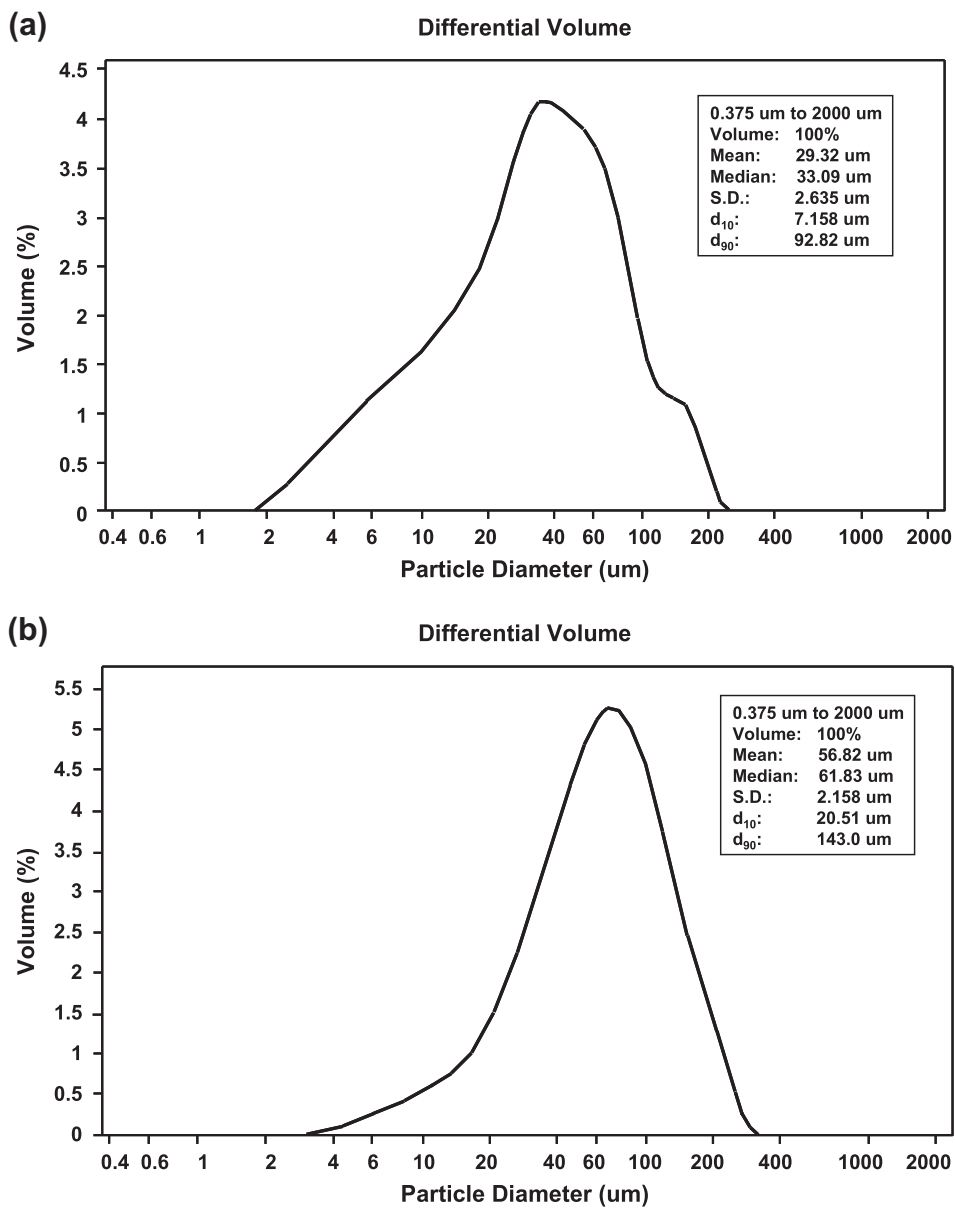 (a)
Differential Volume
4.5
4
3.5
3
2.5
2
1.5
1
0.5
0
Volume (%)
0.375 um to 2000 um
Volume: 100%
Mean: 29.32 um
Median: 33.09 um
S.D.: 2.635 um
d10: 7.158 um
d90: 92.82 um
0.4 0.6 1 2 4 6 10 20 40 60 100 200 400 1000 2000
Particle Diameter (um)
(b)
Differential Volume
5.5
5
4.5
4
3.5
3
2.5
2
1.5
1
0.5
0
Volume (%)
0.375 um to 2000 um
Volume: 100%
Mean: 56.82 um
Median: 61.83 um
S.D.: 2.158 um
d10: 20.51 um
d90: 143.0 um
0.4 0.6 1 2 4 6 10 20 40 60 100 200 400 1000 2000
Particle Diameter (um)